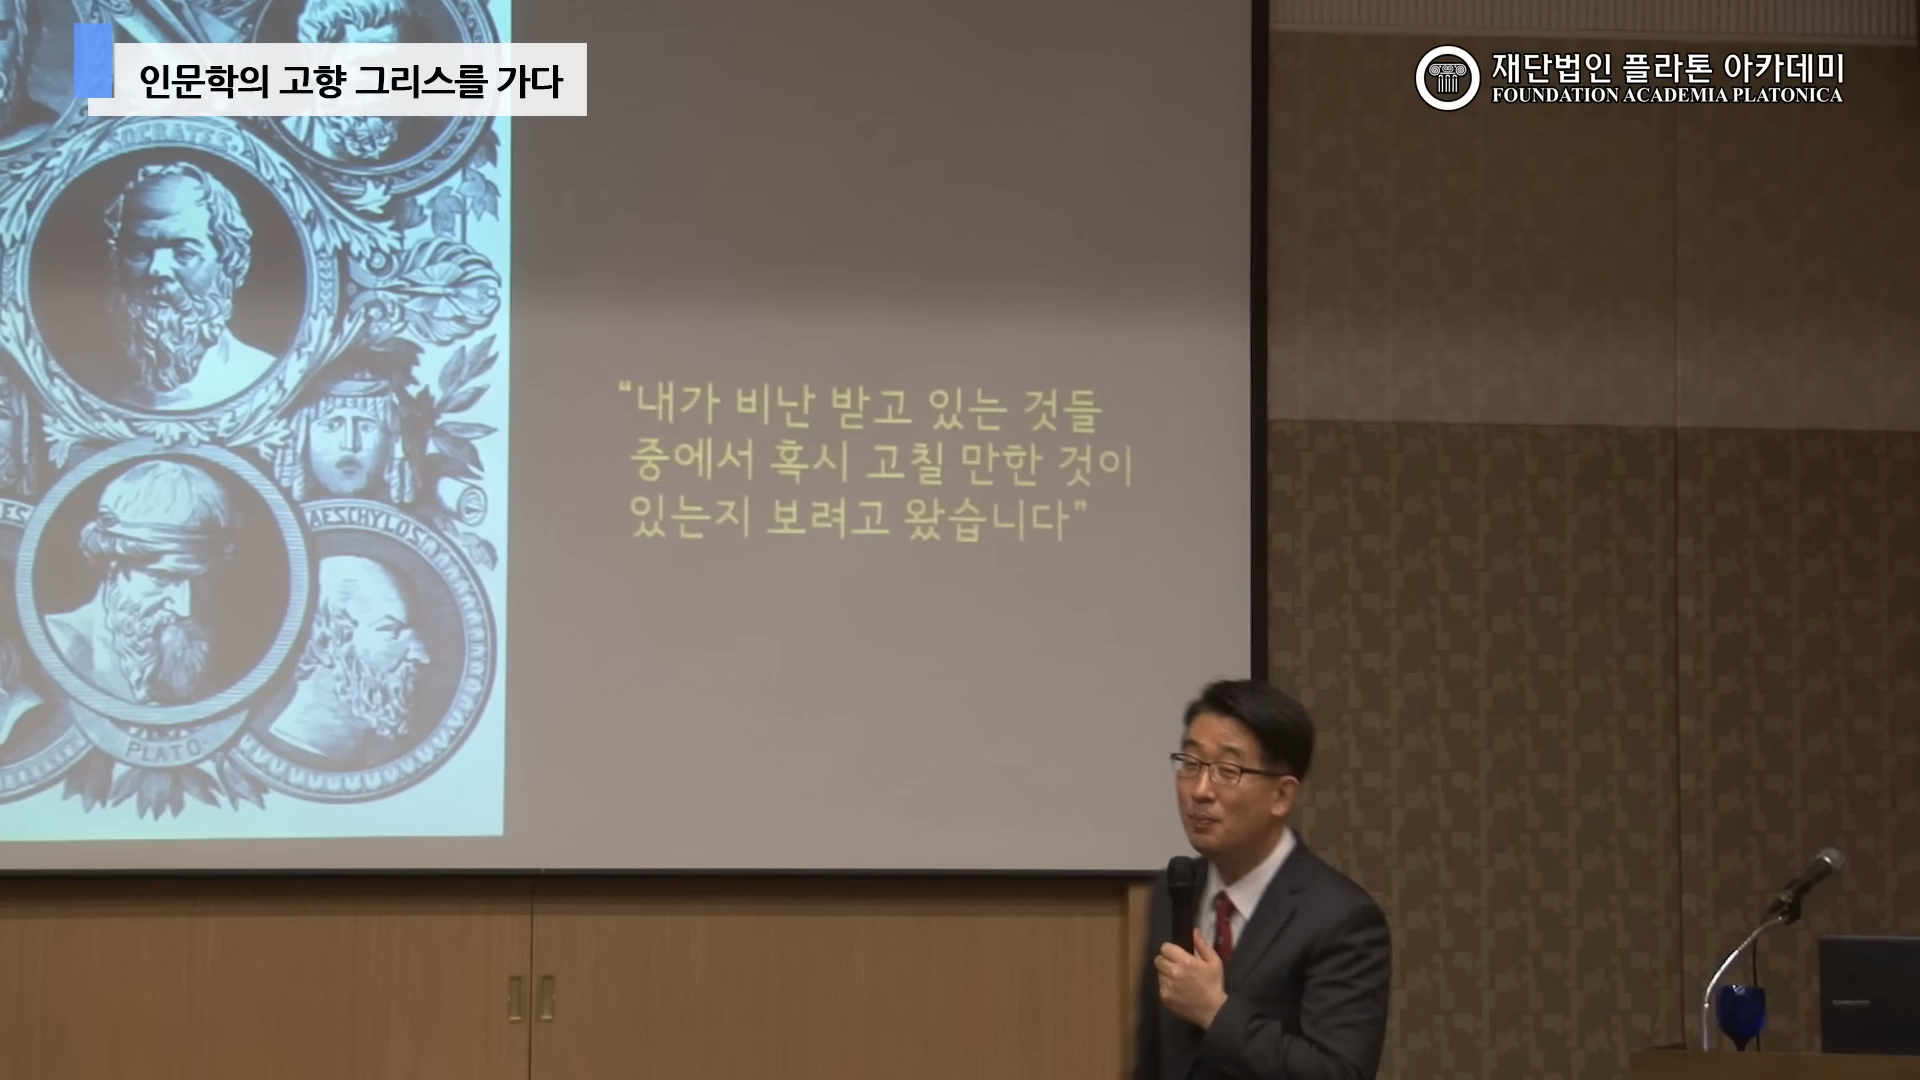 인문학의 고향 그리스를 가다
재단법인 플라톤 아카데미
FOUNDATION ACADEMIA PLATONICA
SOCRATES
"내가 비난 받고 있는 것들
중에서 혹시 고칠 만한 것이
있는지 보려고 왔습니다"
AESCHYLOS
PLATO